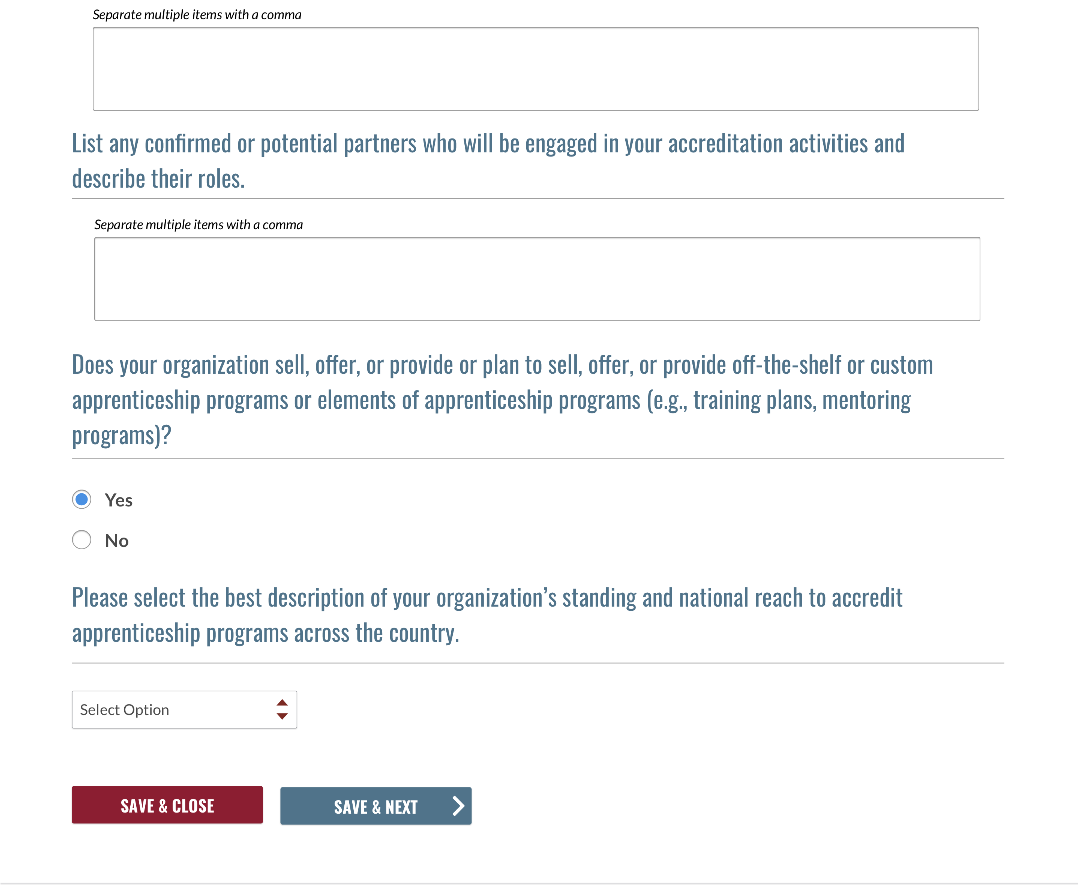 Separate multiple items with a comma
List any confirmed or potential partners who will be engaged in your accreditation activities and
describe their roles.
Separate multiple items with a comma
Does your organization sell, offer, or provide or plan to sell, offer, or provide off-the-shelf or custom
apprenticeship programs or elements of apprenticeship programs (e.g., training plans, mentoring
programs)?
Yes
No
Please select the best description of your organization’s standing and national reach to accredit
apprenticeship programs across the country.
Select Option
SAVE & CLOSE
SAVE & NEXT